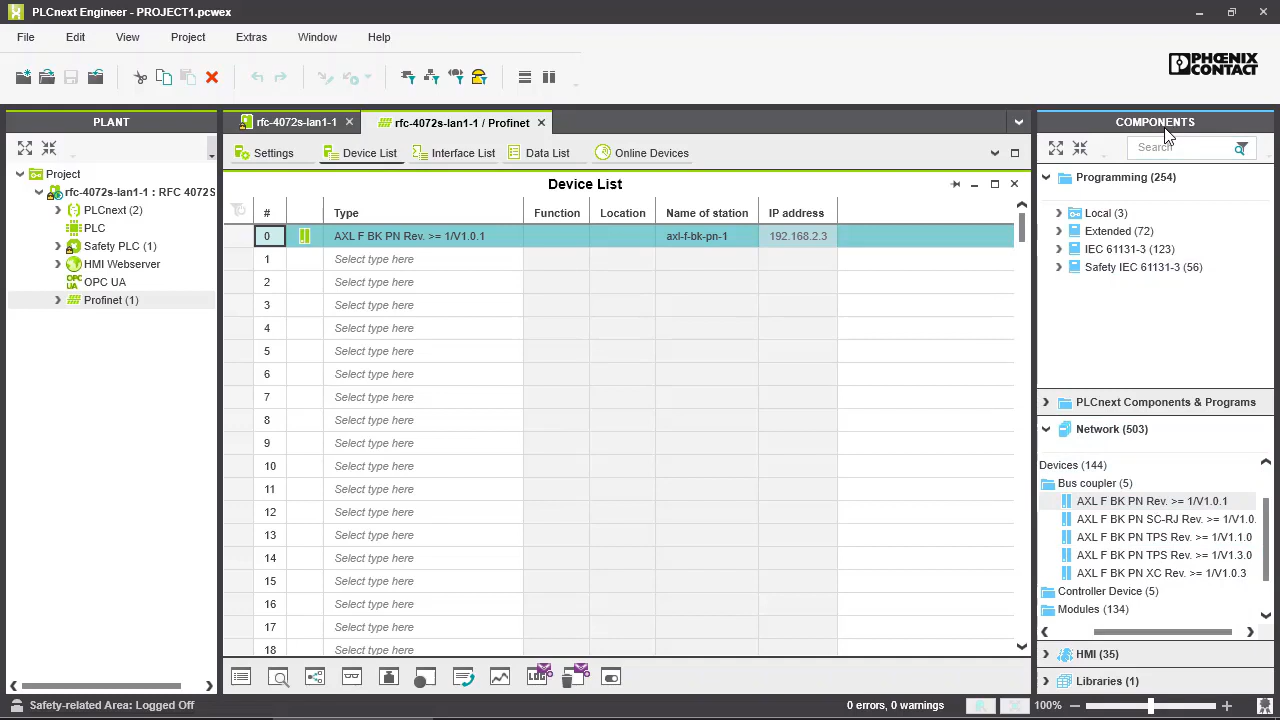 PLCnext Engineer - PROJECT1.pcwex
File Edit View Project Extras Window Help
PHŒNIX
CONTACT
PLANT
Project
rfc-4072s-lan1-1 : RFC 4072S
PLCnext (2)
PLC
Safety PLC (1)
HMI Webserver
OPC UA
OPC UA
Profinet (1)
rfc-4072s-lan1-1
rfc-4072s-lan1-1 / Profinet
Settings Device List Interface List Data List Online Devices
Device List
# Type Function Location Name of station IP address
0 AXL F BK PN Rev. >= 1/V1.0.1 axl-f-bk-pn-1 192.168.2.3
1 Select type here
2 Select type here
3 Select type here
4 Select type here
5 Select type here
6 Select type here
7 Select type here
8 Select type here
9 Select type here
10 Select type here
11 Select type here
12 Select type here
13 Select type here
14 Select type here
15 Select type here
16 Select type here
17 Select type here
18 Select type here
LOG
COMPONENTS
Search
Programming (254)
Local (3)
Extended (72)
IEC 61131-3 (123)
Safety IEC 61131-3 (56)
PLCnext Components & Programs
Network (503)
Devices (144)
Bus coupler (5)
AXL F BK PN Rev. >= 1/V1.0.1
AXL F BK PN SC-RJ Rev. >= 1/V1.0.
AXL F BK PN TPS Rev. >= 1/V1.1.0
AXL F BK PN TPS Rev. >= 1/V1.3.0
AXL F BK PN XC Rev. >= 1/V1.0.3
Controller Device (5)
Modules (134)
HMI (35)
Libraries (1)
Safety-related Area: Logged Off
0 errors, 0 warnings
100%